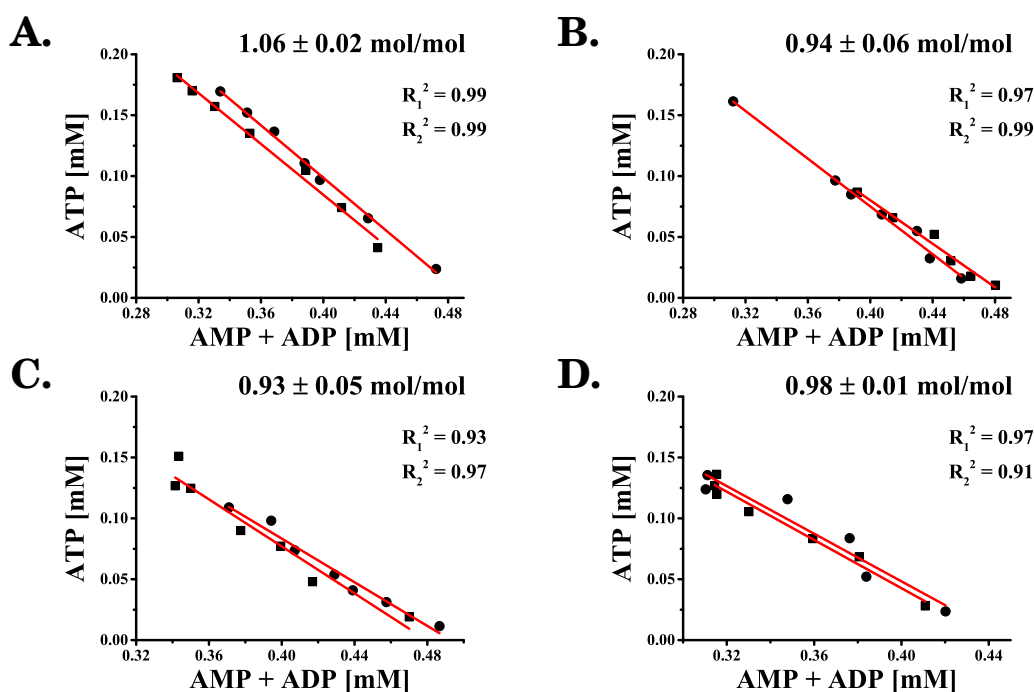 A.
1.06 ± 0.02 mol/mol
R₁² = 0.99
R₂² = 0.99
ATP [mM]
0.20
0.15
0.10
0.05
0.00
0.28 0.32 0.36 0.40 0.44 0.48
AMP + ADP [mM]
B.
0.94 ± 0.06 mol/mol
R₁² = 0.97
R₂² = 0.99
ATP [mM]
0.20
0.15
0.10
0.05
0.00
0.28 0.32 0.36 0.40 0.44 0.48
AMP + ADP [mM]
C.
0.93 ± 0.05 mol/mol
R₁² = 0.93
R₂² = 0.97
ATP [mM]
0.20
0.15
0.10
0.05
0.00
0.32 0.36 0.40 0.44 0.48
AMP + ADP [mM]
D.
0.98 ± 0.01 mol/mol
R₁² = 0.97
R₂² = 0.91
ATP [mM]
0.20
0.15
0.10
0.05
0.00
0.32 0.36 0.40 0.44
AMP + ADP [mM]